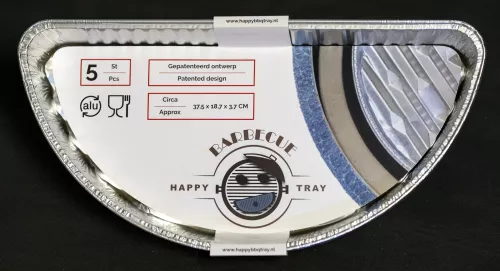 www.happybbqtray.nl
5 St
Pcs
Gepatenteerd ontwerp
Patented design
alu
Circa
Approx
37.5 x 18.7 x 3.7 CM
BARBECUE
HAPPY TRAY
www.happybbqtray.nl